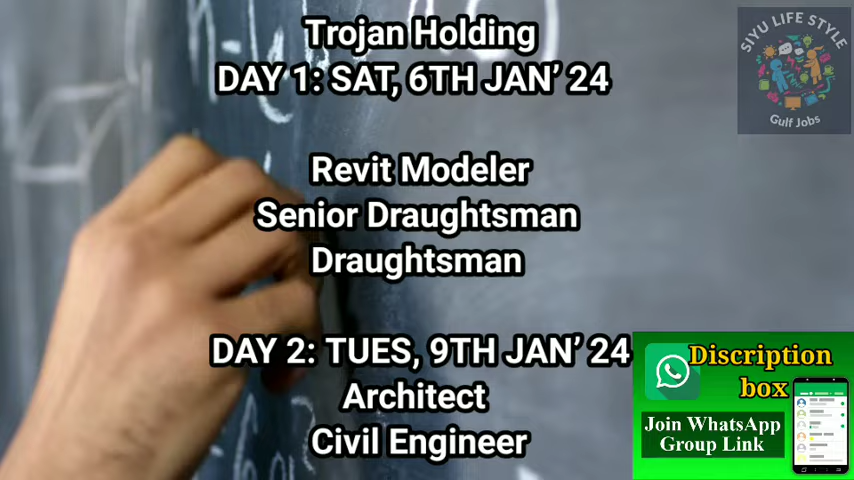 Trojan Holding
DAY 1: SAT, 6TH JAN’ 24
Revit Modeler
Senior Draughtsman
Draughtsman
DAY 2: TUES, 9TH JAN’ 24
Architect
Civil Engineer
SIYU LIFE STYLE
Gulf Jobs
Discription
box
Join WhatsApp
Group Link